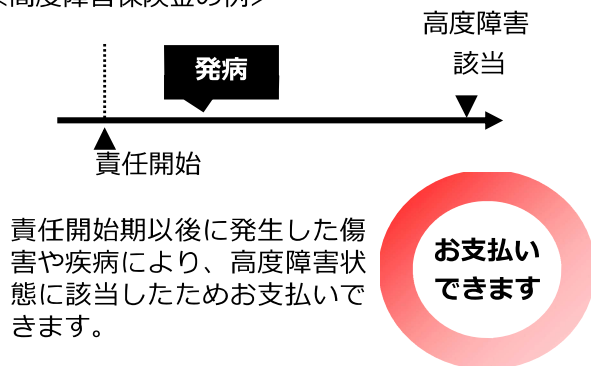 <高度障害保険金の例>
高度障害
該当
発病
責任開始
責任開始期以後に発生した傷
害や疾病により、高度障害状
態に該当したためお支払いで
きます。
お支払い
できます